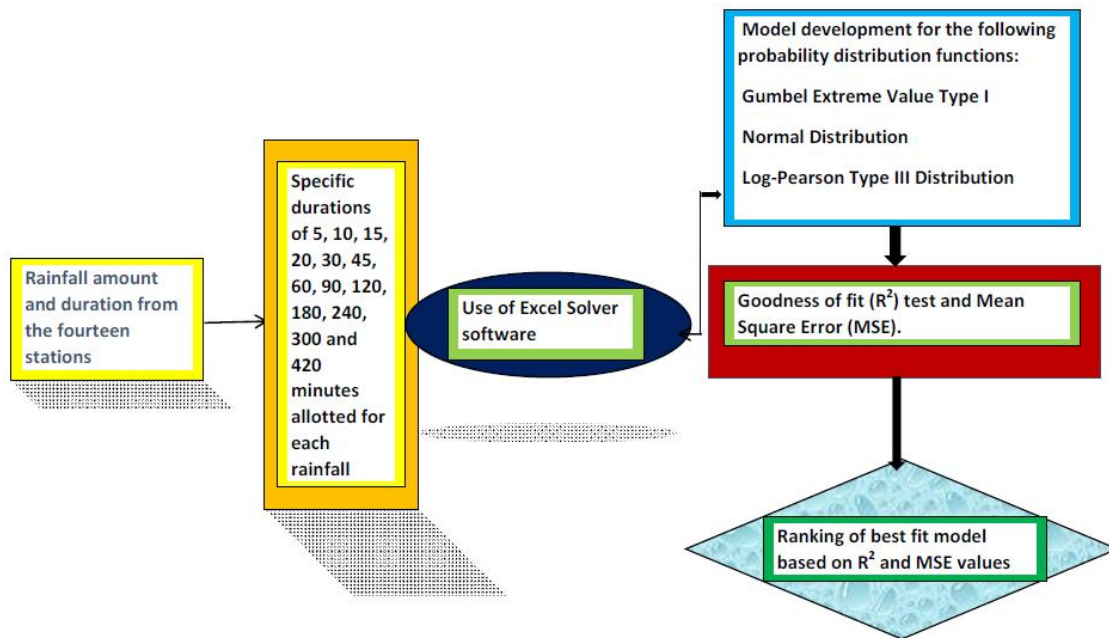 Rainfall amount
and duration from
the fourteen
stations
Specific
durations
of 5, 10, 15,
20, 30, 45,
60, 90, 120,
180, 240,
300 and
420
minutes
allotted for
each
rainfall
Use of Excel Solver
software
Model development for the following
probability distribution functions:
Gumbel Extreme Value Type I
Normal Distribution
Log-Pearson Type III Distribution
Goodness of fit (R²) test and Mean
Square Error (MSE).
Ranking of best fit model
based on R² and MSE values